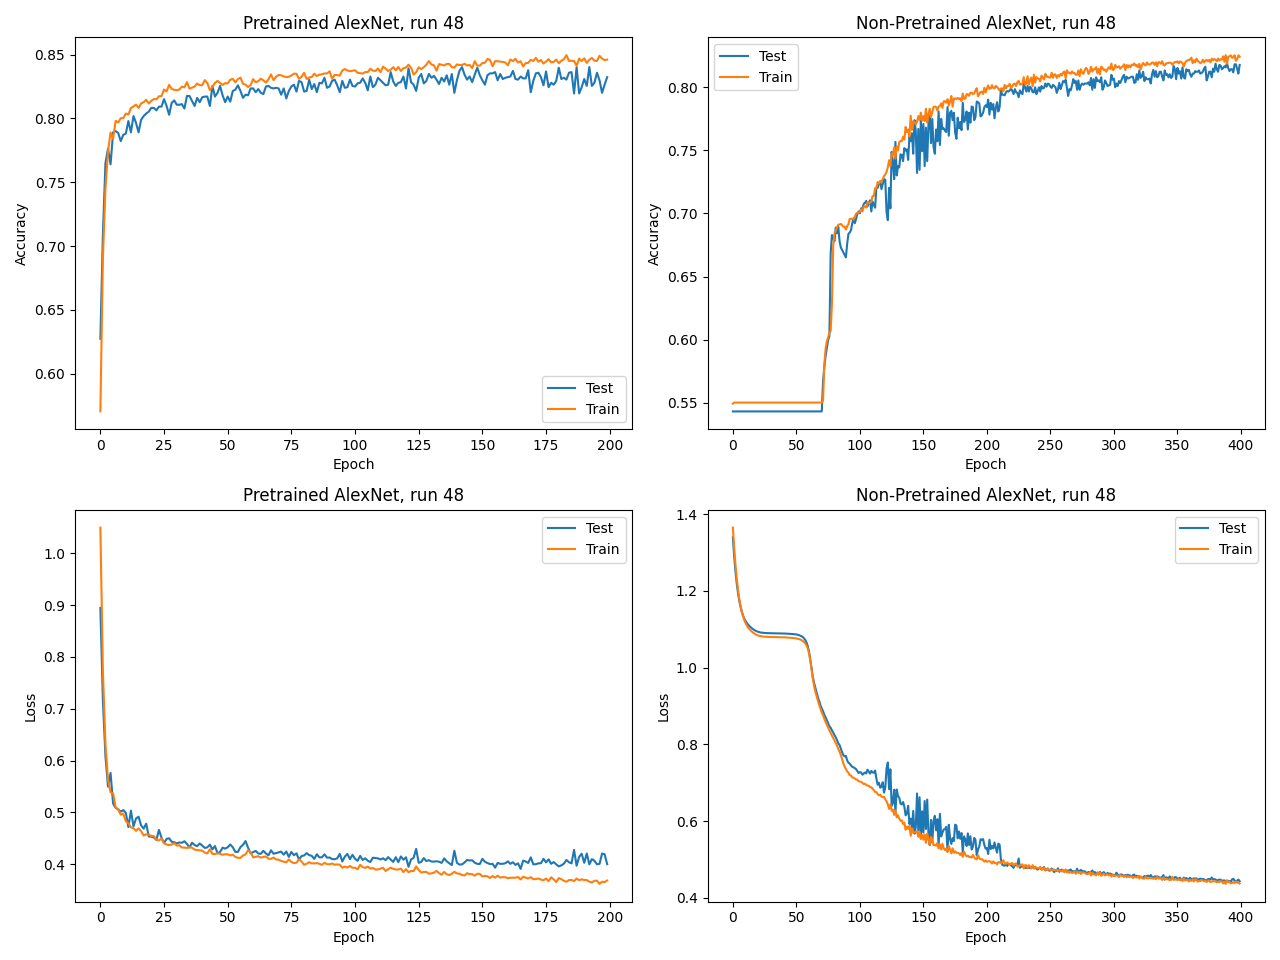 Pretrained AlexNet, run 48
0.85
0.80
0.75
0.70
0.65
0.60
Accuracy
Test
Train
0 25 50 75 100 125 150 175 200
Epoch
Non-Pretrained AlexNet, run 48
Test
Train
0.80
0.75
0.70
0.65
0.60
0.55
Accuracy
0 50 100 150 200 250 300 350 400
Epoch
Pretrained AlexNet, run 48
Test
Train
1.0
0.9
0.8
0.7
0.6
0.5
0.4
Loss
0 25 50 75 100 125 150 175 200
Epoch
Non-Pretrained AlexNet, run 48
1.4
Test
Train
1.2
1.0
0.8
0.6
0.4
Loss
0 50 100 150 200 250 300 350 400
Epoch